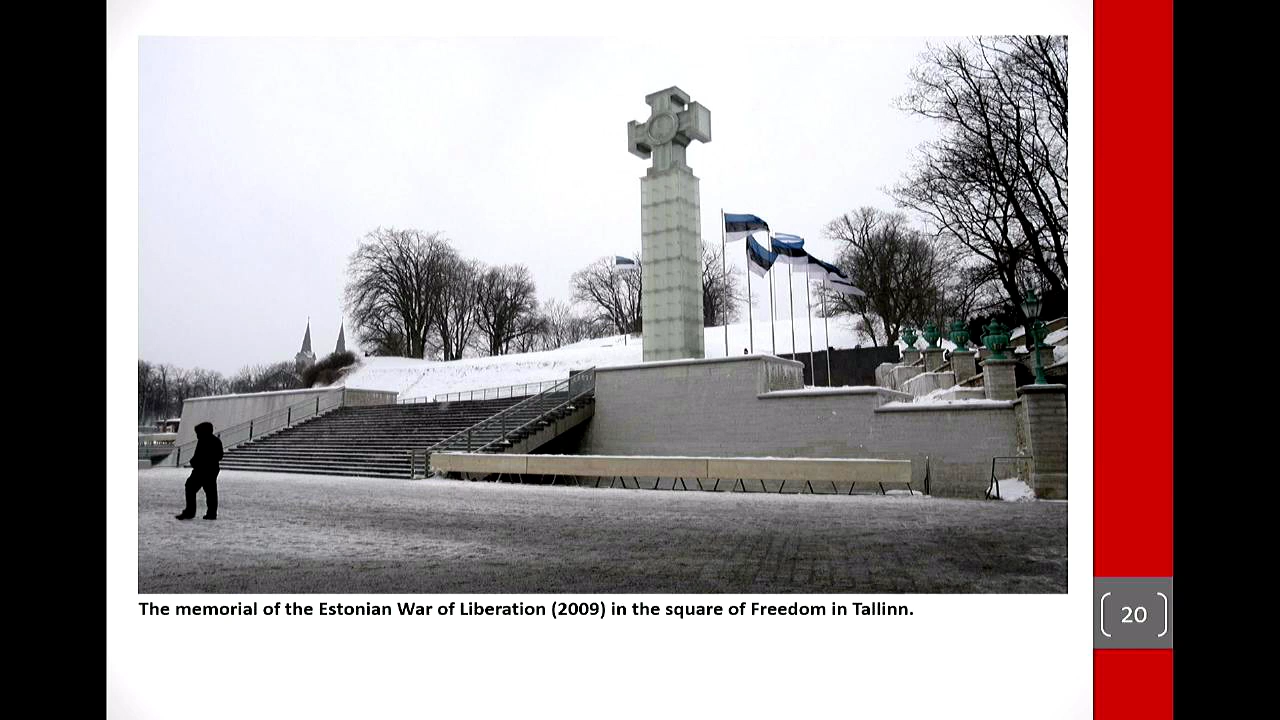 The memorial of the Estonian War of Liberation (2009) in the square of Freedom in Tallinn.
20